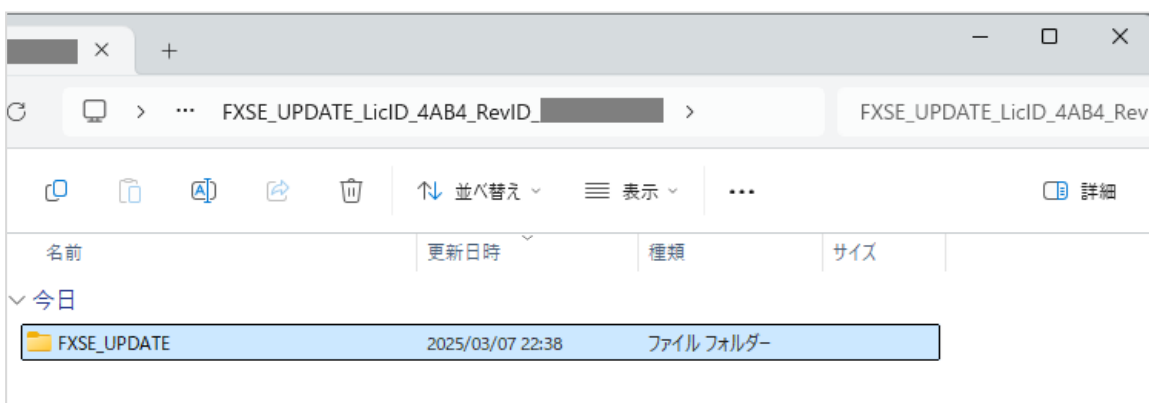 FXSE_UPDATE_LicID_4AB4_RevID_
FXSE_UPDATE_LicID_4AB4_Rev
並べ替え
表示
詳細
名前 更新日時 種類 サイズ
今日
FXSE_UPDATE 2025/03/07 22:38 ファイル フォルダー